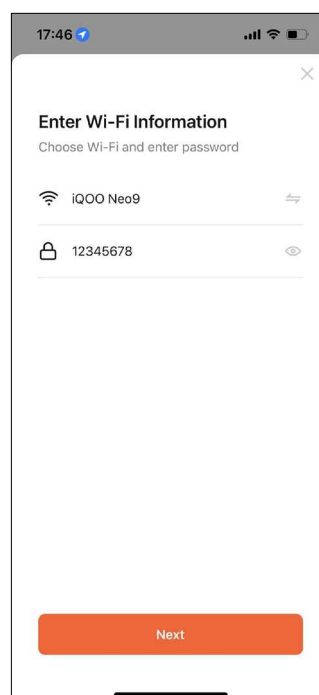 17:46
Enter Wi-Fi Information
Choose Wi-Fi and enter password
iQOO Neo9
12345678
Next